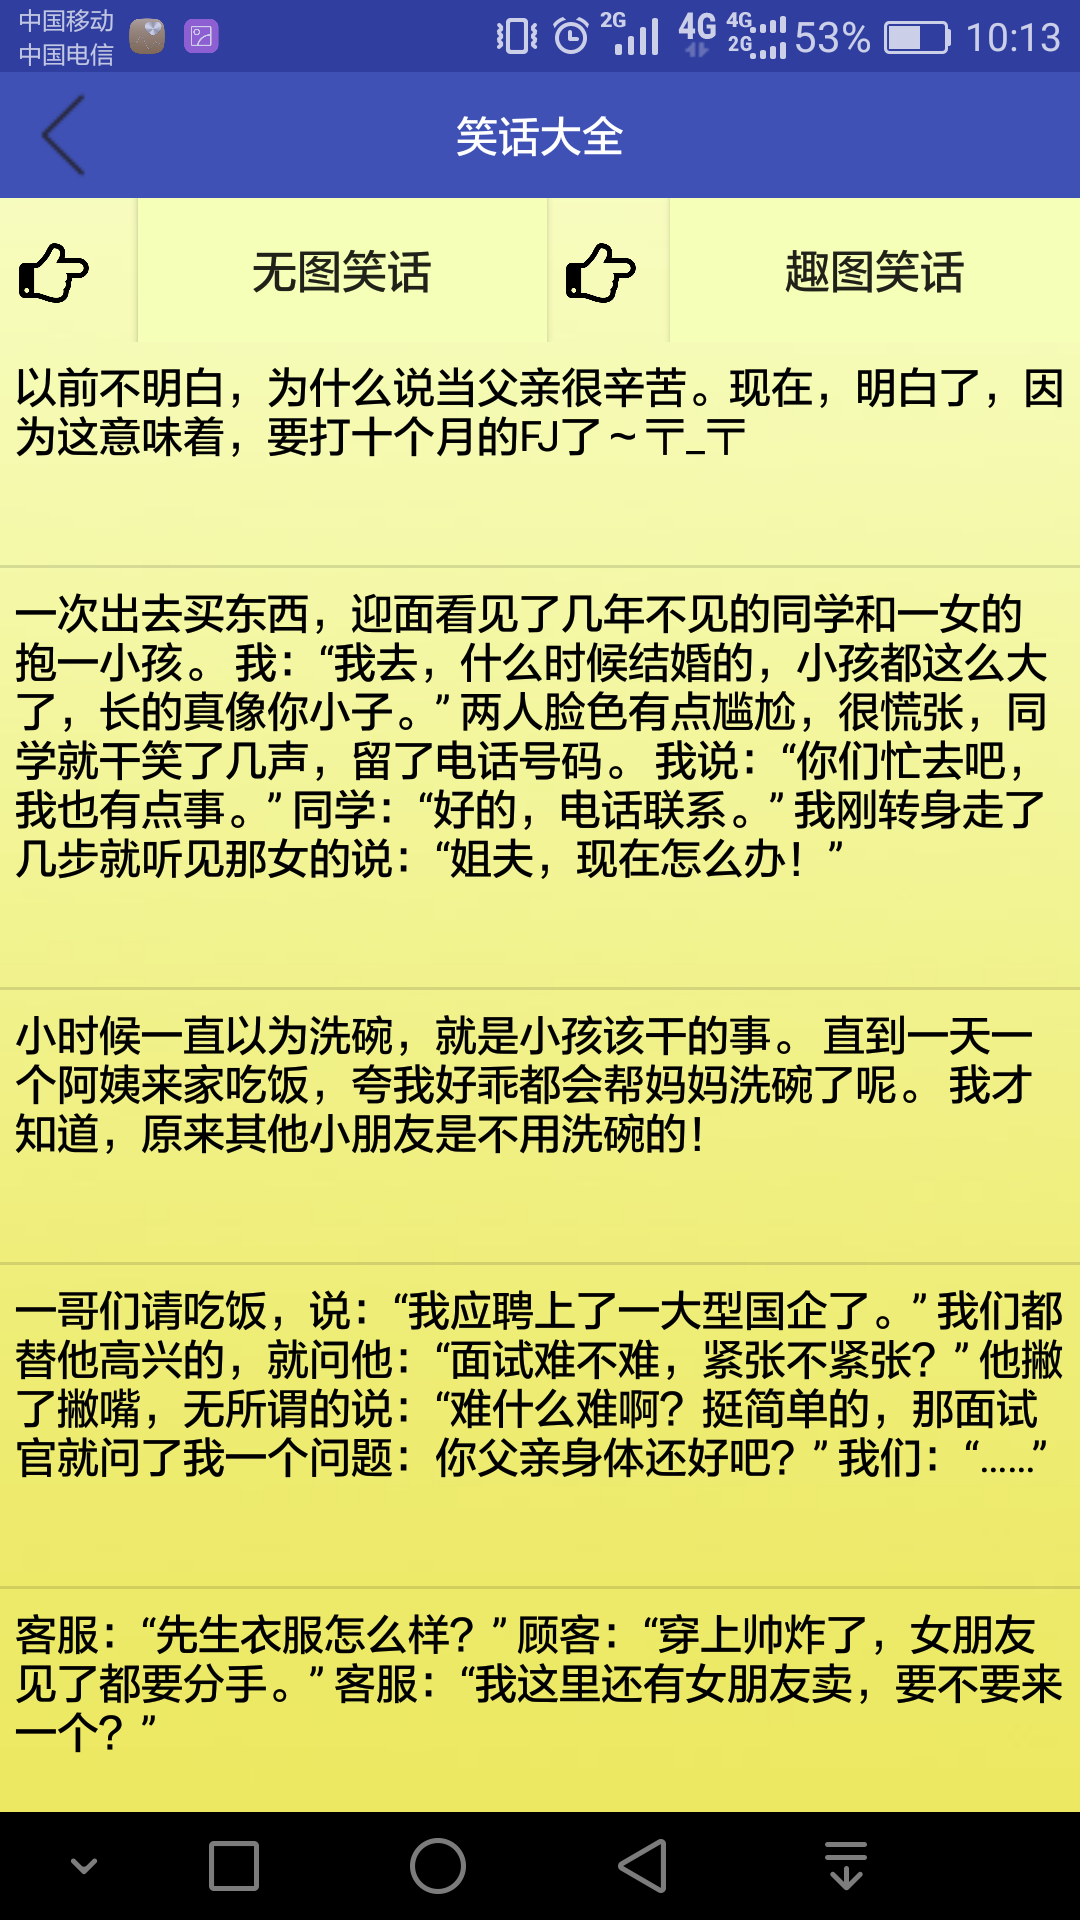 中国移动
中国电信
2G 4G 4G 2G 53% 10:13
笑话大全
无图笑话 趣图笑话
以前不明白，为什么说当父亲很辛苦。现在，明白了，因
为这意味着，要打十个月的FJ了～〒_〒
一次出去买东西，迎面看见了几年不见的同学和一女的
抱一小孩。 我：“我去，什么时候结婚的，小孩都这么大
了，长的真像你小子。” 两人脸色有点尴尬，很慌张，同
学就干笑了几声，留了电话号码。 我说：“你们忙去吧，
我也有点事。” 同学：“好的，电话联系。” 我刚转身走了
几步就听见那女的说：“姐夫，现在怎么办！”
小时候一直以为洗碗，就是小孩该干的事。 直到一天一
个阿姨来家吃饭，夸我好乖都会帮妈妈洗碗了呢。 我才
知道，原来其他小朋友是不用洗碗的！
一哥们请吃饭，说：“我应聘上了一大型国企了。” 我们都
替他高兴的，就问他：“面试难不难，紧张不紧张？” 他撇
了撇嘴，无所谓的说：“难什么难啊？挺简单的，那面试
官就问了我一个问题：你父亲身体还好吧？” 我们：“……”
客服：“先生衣服怎么样？” 顾客：“穿上帅炸了，女朋友
见了都要分手。” 客服：“我这里还有女朋友卖，要不要来
一个？”